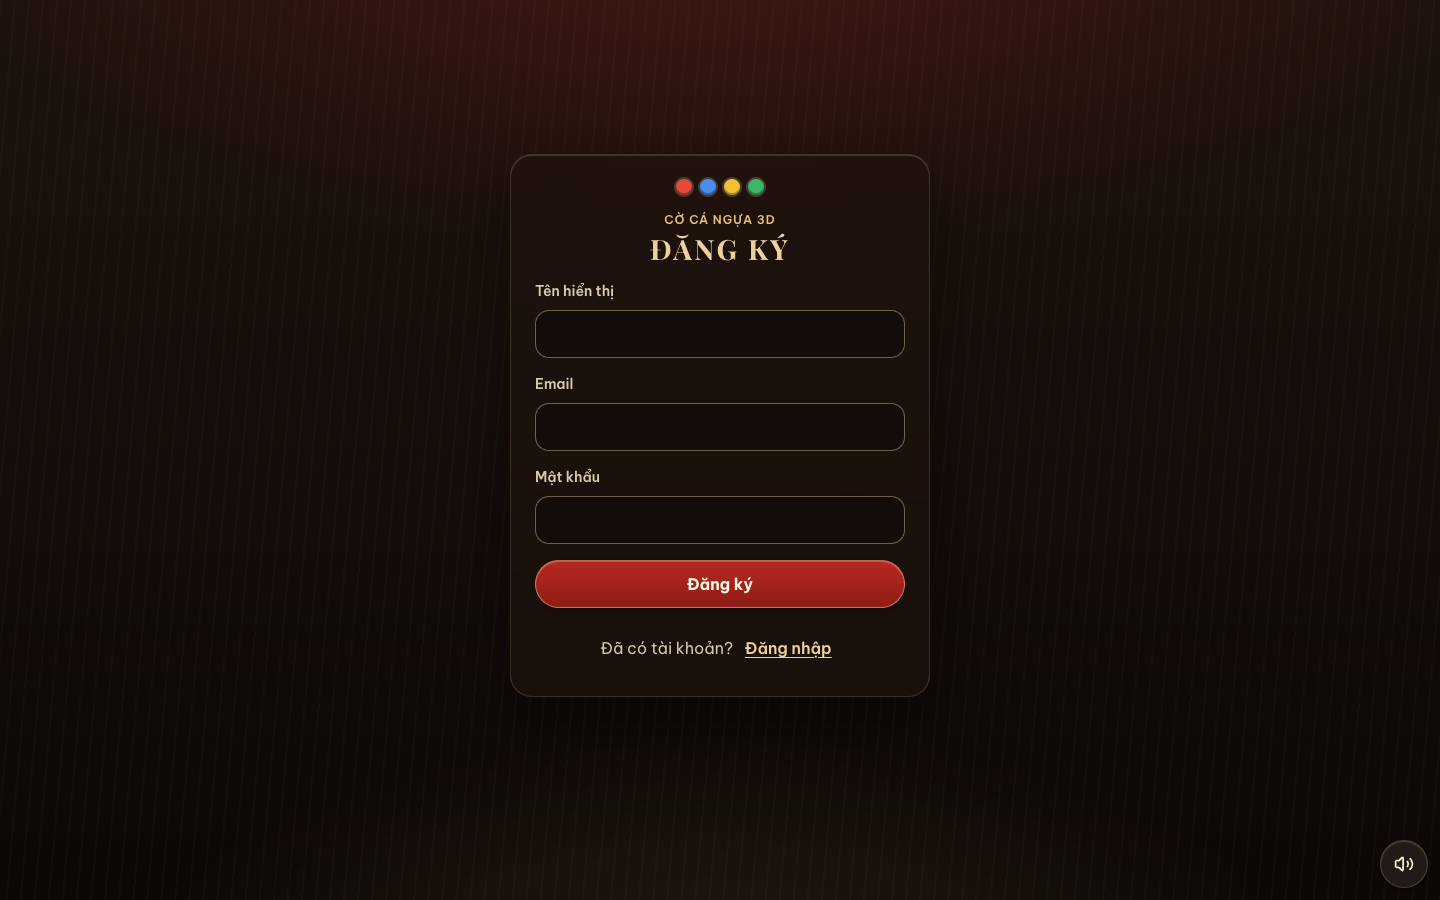 CỜ CÁ NGỰA 3D
ĐĂNG KÝ
Tên hiển thị
Email
Mật khẩu
Đăng ký
Đã có tài khoản? Đăng nhập